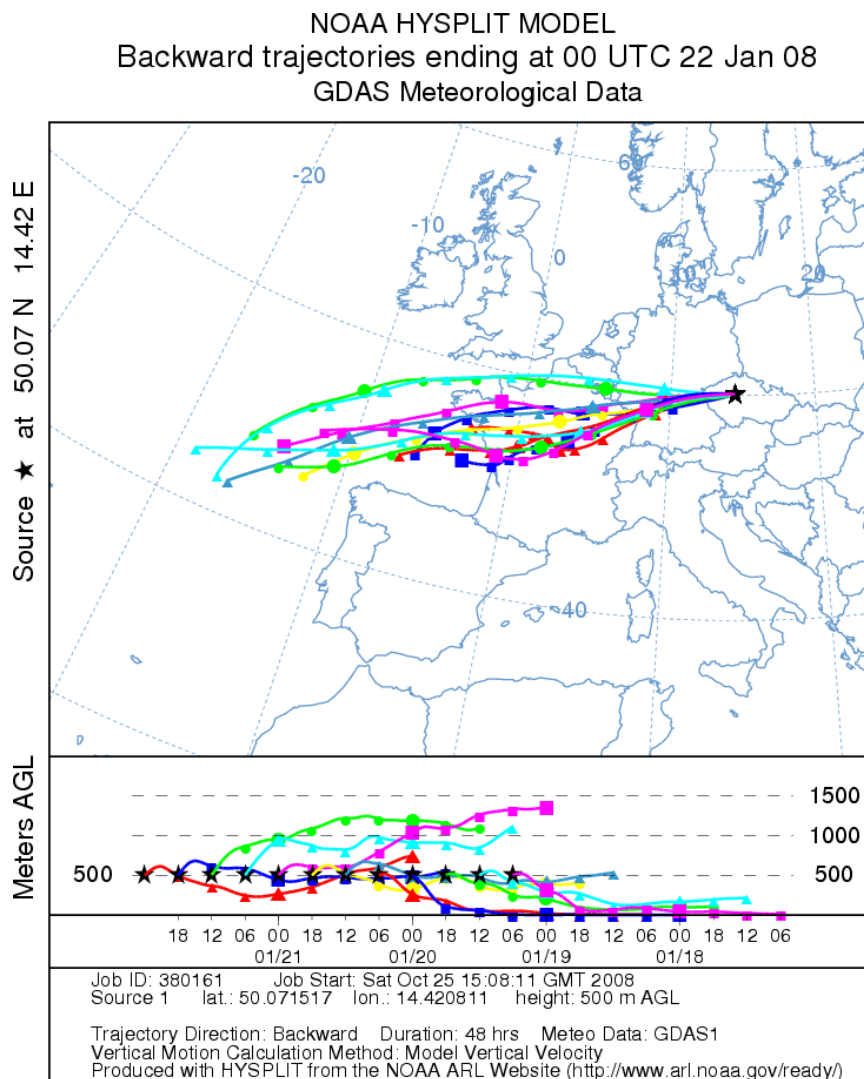 NOAA HYSPLIT MODEL
Backward trajectories ending at 00 UTC 22 Jan 08
GDAS Meteorological Data
Source ★ at 50.07 N 14.42 E
-20
-10
0
10
20
60
40
Meters AGL
500
1500
1000
500
18 12 06 00 18 12 06 00 18 12 06 00 18 12 06 00 18 12 06
01/21 01/20 01/19 01/18
Job ID: 380161 Job Start: Sat Oct 25 15:08:11 GMT 2008
Source 1 lat.: 50.071517 lon.: 14.420811 height: 500 m AGL
Trajectory Direction: Backward Duration: 48 hrs Meteo Data: GDAS1
Vertical Motion Calculation Method: Model Vertical Velocity
Produced with HYSPLIT from the NOAA ARL Website (http://www.arl.noaa.gov/ready/)